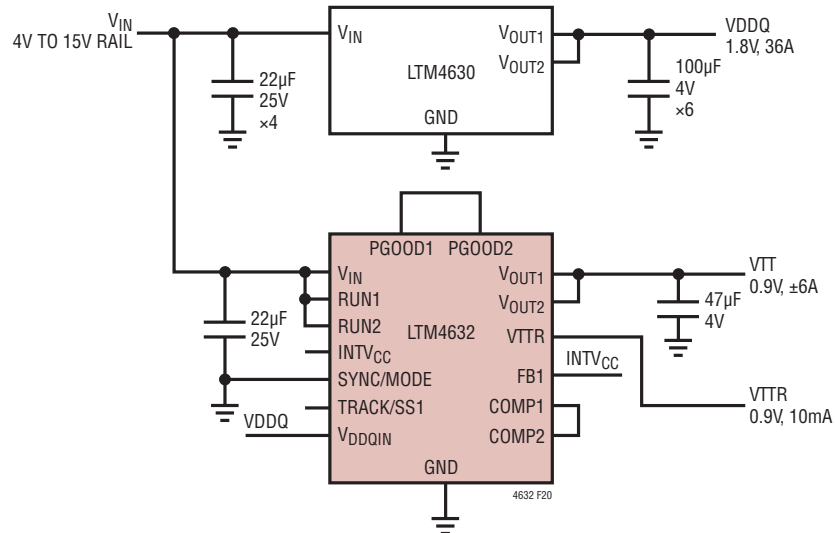 VIN
4V TO 15V RAIL
22µF
25V
×4
VIN
LTM4630
GND
VOUT1
VOUT2
100µF
4V
×6
VDDQ
1.8V, 36A
PGOOD1 PGOOD2
VIN
RUN1
RUN2
INTVCC
SYNC/MODE
TRACK/SS1
VDDQIN
LTM4632
GND
VOUT1
VOUT2
VTTR
FB1
COMP1
COMP2
22µF
25V
VDDQ
INTVCC
47µF
4V
VTT
0.9V, ±6A
VTTR
0.9V, 10mA
4632 F20